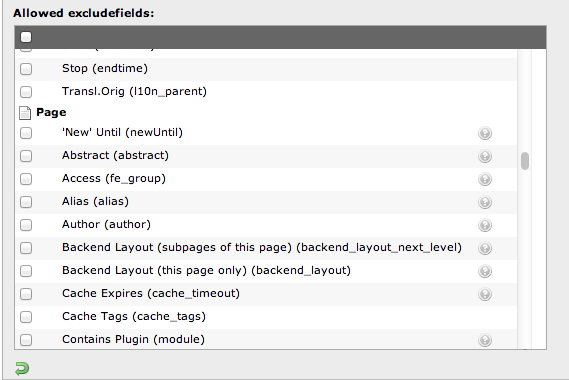 Allowed excludefields:
Stop (endtime)
Transl.Orig (l10n_parent)
Page
'New' Until (newUntil)
Abstract (abstract)
Access (fe_group)
Alias (alias)
Author (author)
Backend Layout (subpages of this page) (backend_layout_next_level)
Backend Layout (this page only) (backend_layout)
Cache Expires (cache_timeout)
Cache Tags (cache_tags)
Contains Plugin (module)